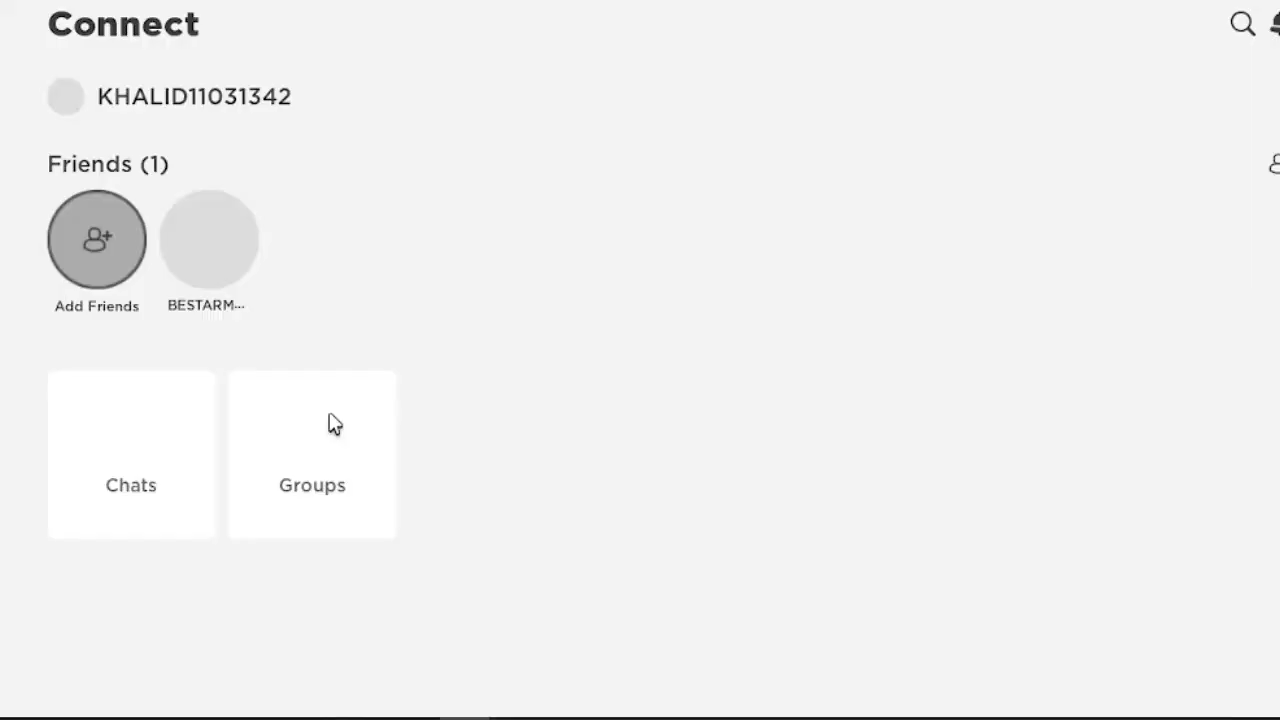 Connect
KHALID11031342
Friends (1)
Add Friends
BESTARM...
Chats
Groups